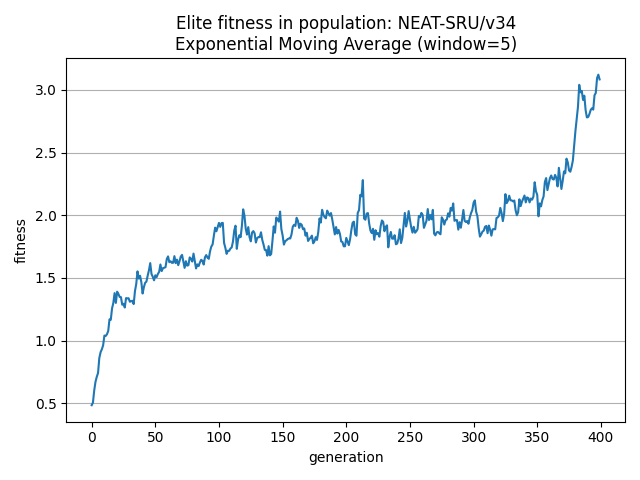 Elite fitness in population: NEAT-SRU/v34
Exponential Moving Average (window=5)
fitness
3.0
2.5
2.0
1.5
1.0
0.5
0 50 100 150 200 250 300 350 400
generation